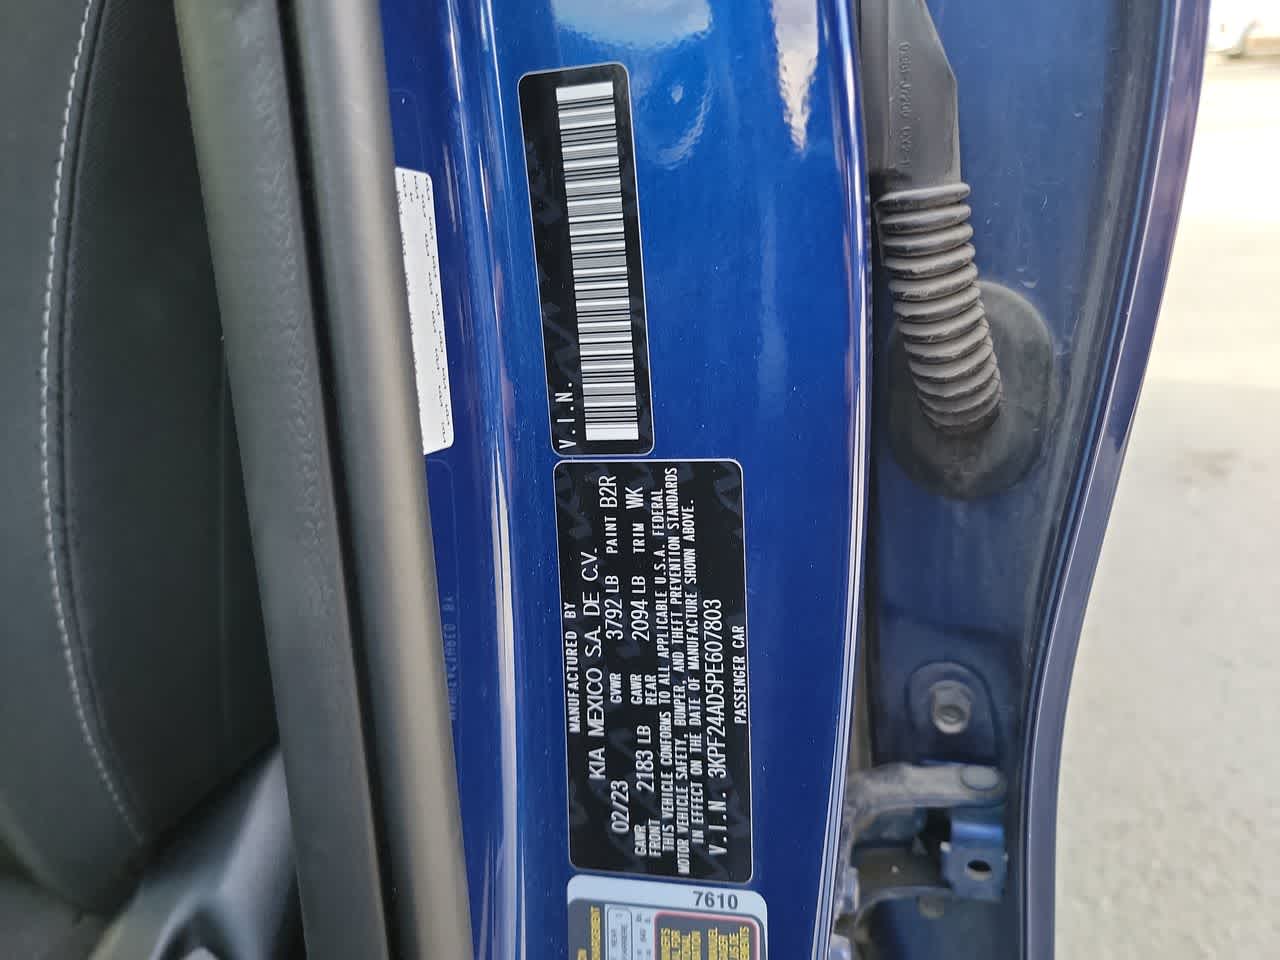 V.I.N.
MANUFACTURED BY
KIA MEXICO S.A. DE C.V.
02/23 GVWR 3792 LB PAINT B2R
GAWR FRONT 2183 LB GAWR REAR 2094 LB TRIM WK
THIS VEHICLE CONFORMS TO ALL APPLICABLE U.S.A. FEDERAL
MOTOR VEHICLE SAFETY, BUMPER, AND THEFT PREVENTION STANDARDS
IN EFFECT ON THE DATE OF MANUFACTURE SHOWN ABOVE.
V.I.N. 3KPF24AD5PE607803
PASSENGER CAR
7610